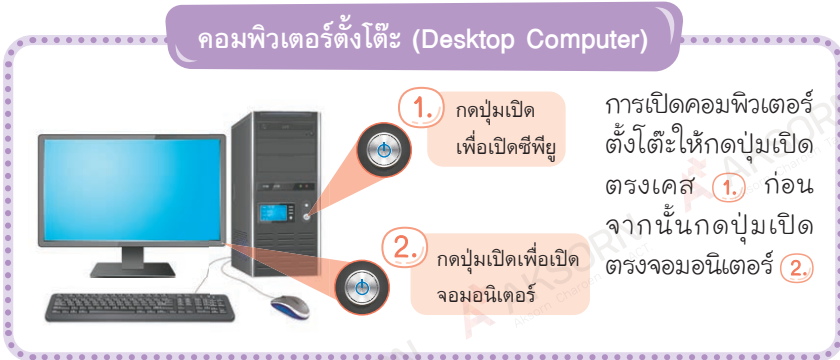 คอมพิวเตอร์ตั้งโต๊ะ (Desktop Computer)
1. กดปุ่มเปิด
เพื่อเปิดซีพียู
2. กดปุ่มเปิดเพื่อเปิด
จอมอนิเตอร์
การเปิดคอมพิวเตอร์
ตั้งโต๊ะให้กดปุ่มเปิด
ตรงเคส 1. ก่อน
จากนั้นกดปุ่มเปิด
ตรงจอมอนิเตอร์ 2.
AKSORN
AKSORN